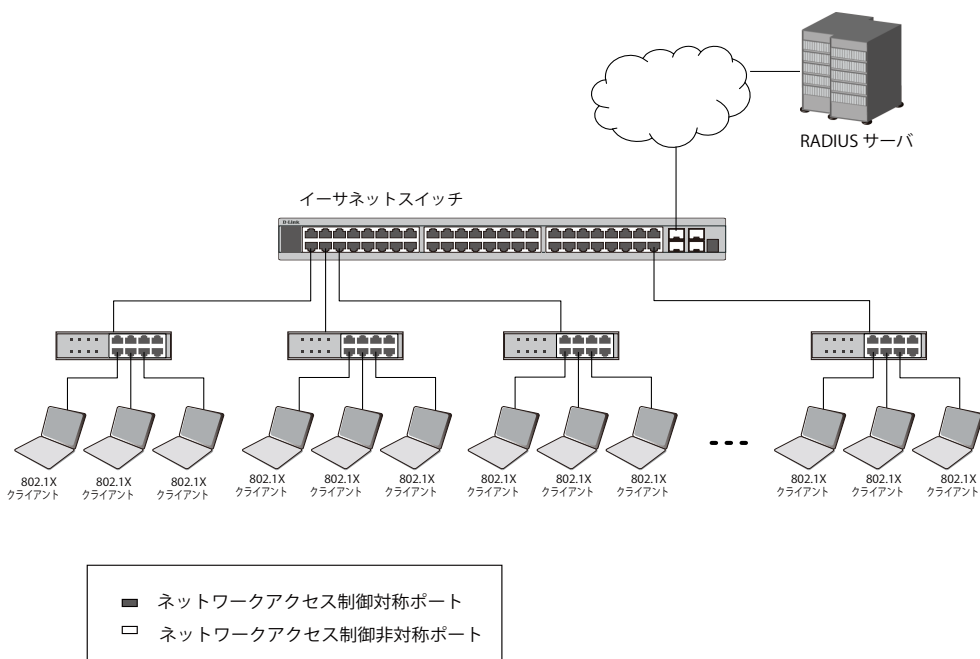 RADIUS サーバ
イーサネットスイッチ
D-Link
802.1X
クライアント
802.1X
クライアント
802.1X
クライアント
802.1X
クライアント
802.1X
クライアント
802.1X
クライアント
802.1X
クライアント
802.1X
クライアント
802.1X
クライアント
802.1X
クライアント
802.1X
クライアント
802.1X
クライアント
ネットワークアクセス制御対称ポート
ネットワークアクセス制御非対称ポート